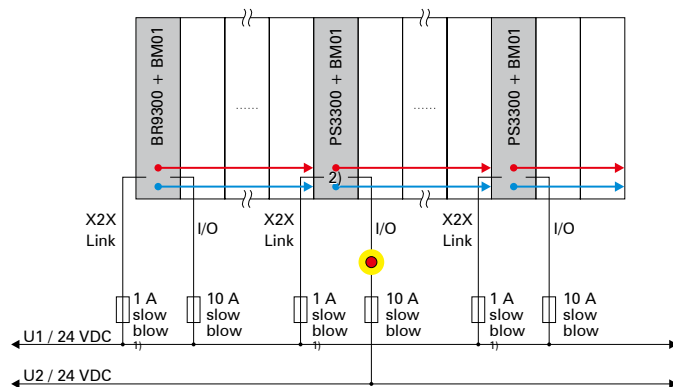 BR9300 + BM01
PS3300 + BM01
PS3300 + BM01
......
......
2)
X2X
Link
I/O
X2X
Link
I/O
X2X
Link
I/O
1 A
slow
blow
1)
10 A
slow
blow
1 A
slow
blow
1)
10 A
slow
blow
1 A
slow
blow
1)
10 A
slow
blow
U1 / 24 VDC
U2 / 24 VDC